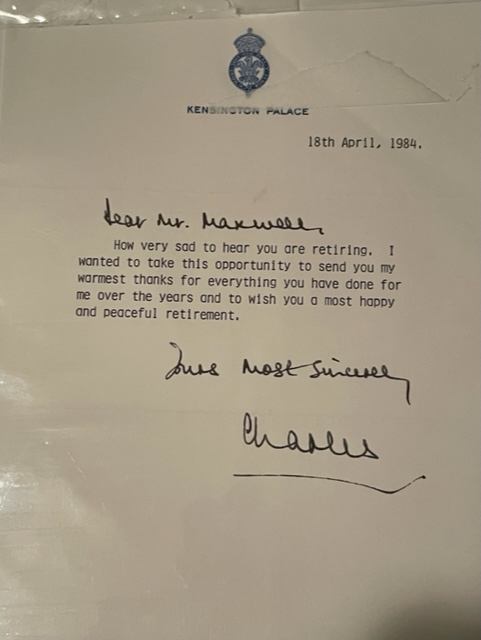 KENSINGTON PALACE
18th April, 1984.
Dear Mr. Maxwell,
How very sad to hear you are retiring. I
wanted to take this opportunity to send you my
warmest thanks for everything you have done for
me over the years and to wish you a most happy
and peaceful retirement.
Yours Most Sincerely
Charles